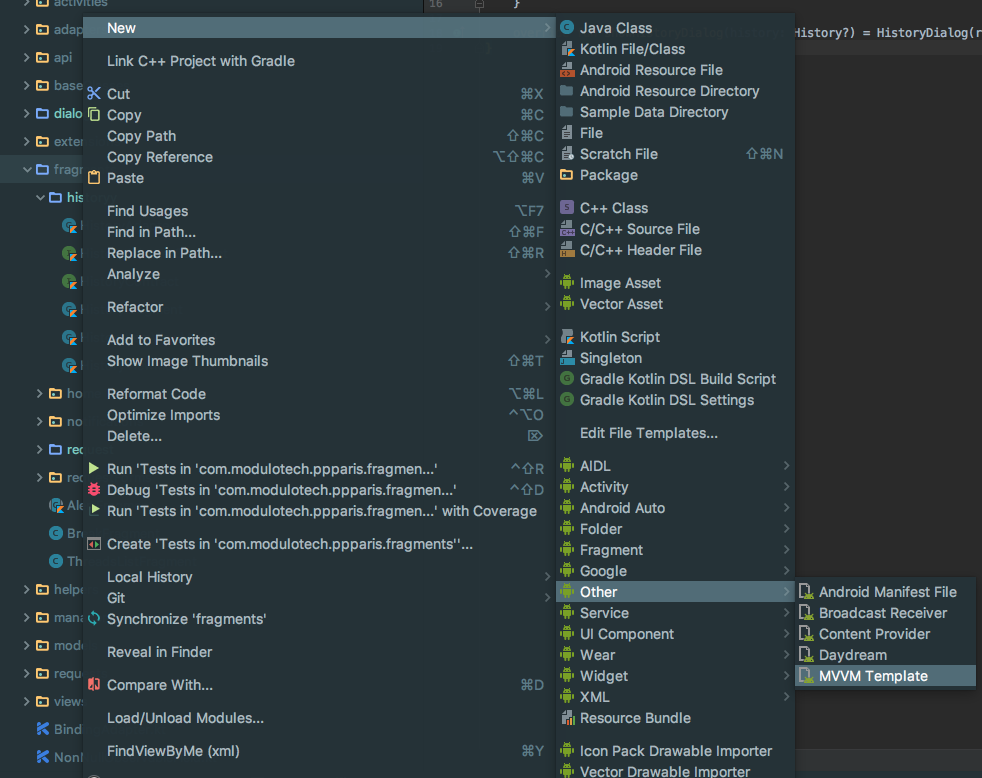 activities
16
}
adap
api
base
dialo
exter
fragr
his
ho
no
rec
rec
Ale
Br
Th
helpe
mana
mode
requ
views
Bind
Nonl
New
Link C++ Project with Gradle
Cut ⌘X
Copy ⌘C
Copy Path ⇧⌘C
Copy Reference ⌥⇧⌘C
Paste ⌘V
Find Usages ⌥F7
Find in Path... ⇧⌘F
Replace in Path... ⇧⌘R
Analyze
Refactor
Add to Favorites
Show Image Thumbnails ⇧⌘T
Reformat Code ⌥⌘L
Optimize Imports ^⌥O
Delete... ⌦
Run 'Tests in 'com.modulotech.ppparis.fragmen...' ^⇧R
Debug 'Tests in 'com.modulotech.ppparis.fragmen...' ^⇧D
Run 'Tests in 'com.modulotech.ppparis.fragmen...' with Coverage
Create 'Tests in 'com.modulotech.ppparis.fragments''...
Local History
Git
Synchronize 'fragments'
Reveal in Finder
Compare With... ⌘D
Load/Unload Modules...
FindViewByMe (xml) ⌘Y
Java Class
Kotlin File/Class
Android Resource File
Android Resource Directory
Sample Data Directory
File
Scratch File ⇧⌘N
Package
C++ Class
C/C++ Source File
C/C++ Header File
Image Asset
Vector Asset
Kotlin Script
Singleton
Gradle Kotlin DSL Build Script
Gradle Kotlin DSL Settings
Edit File Templates...
AIDL
Activity
Android Auto
Folder
Fragment
Google
Other
Service
UI Component
Wear
Widget
XML
Resource Bundle
Icon Pack Drawable Importer
Vector Drawable Importer
History?) = HistoryDialog(r
Android Manifest File
Broadcast Receiver
Content Provider
Daydream
MVVM Template